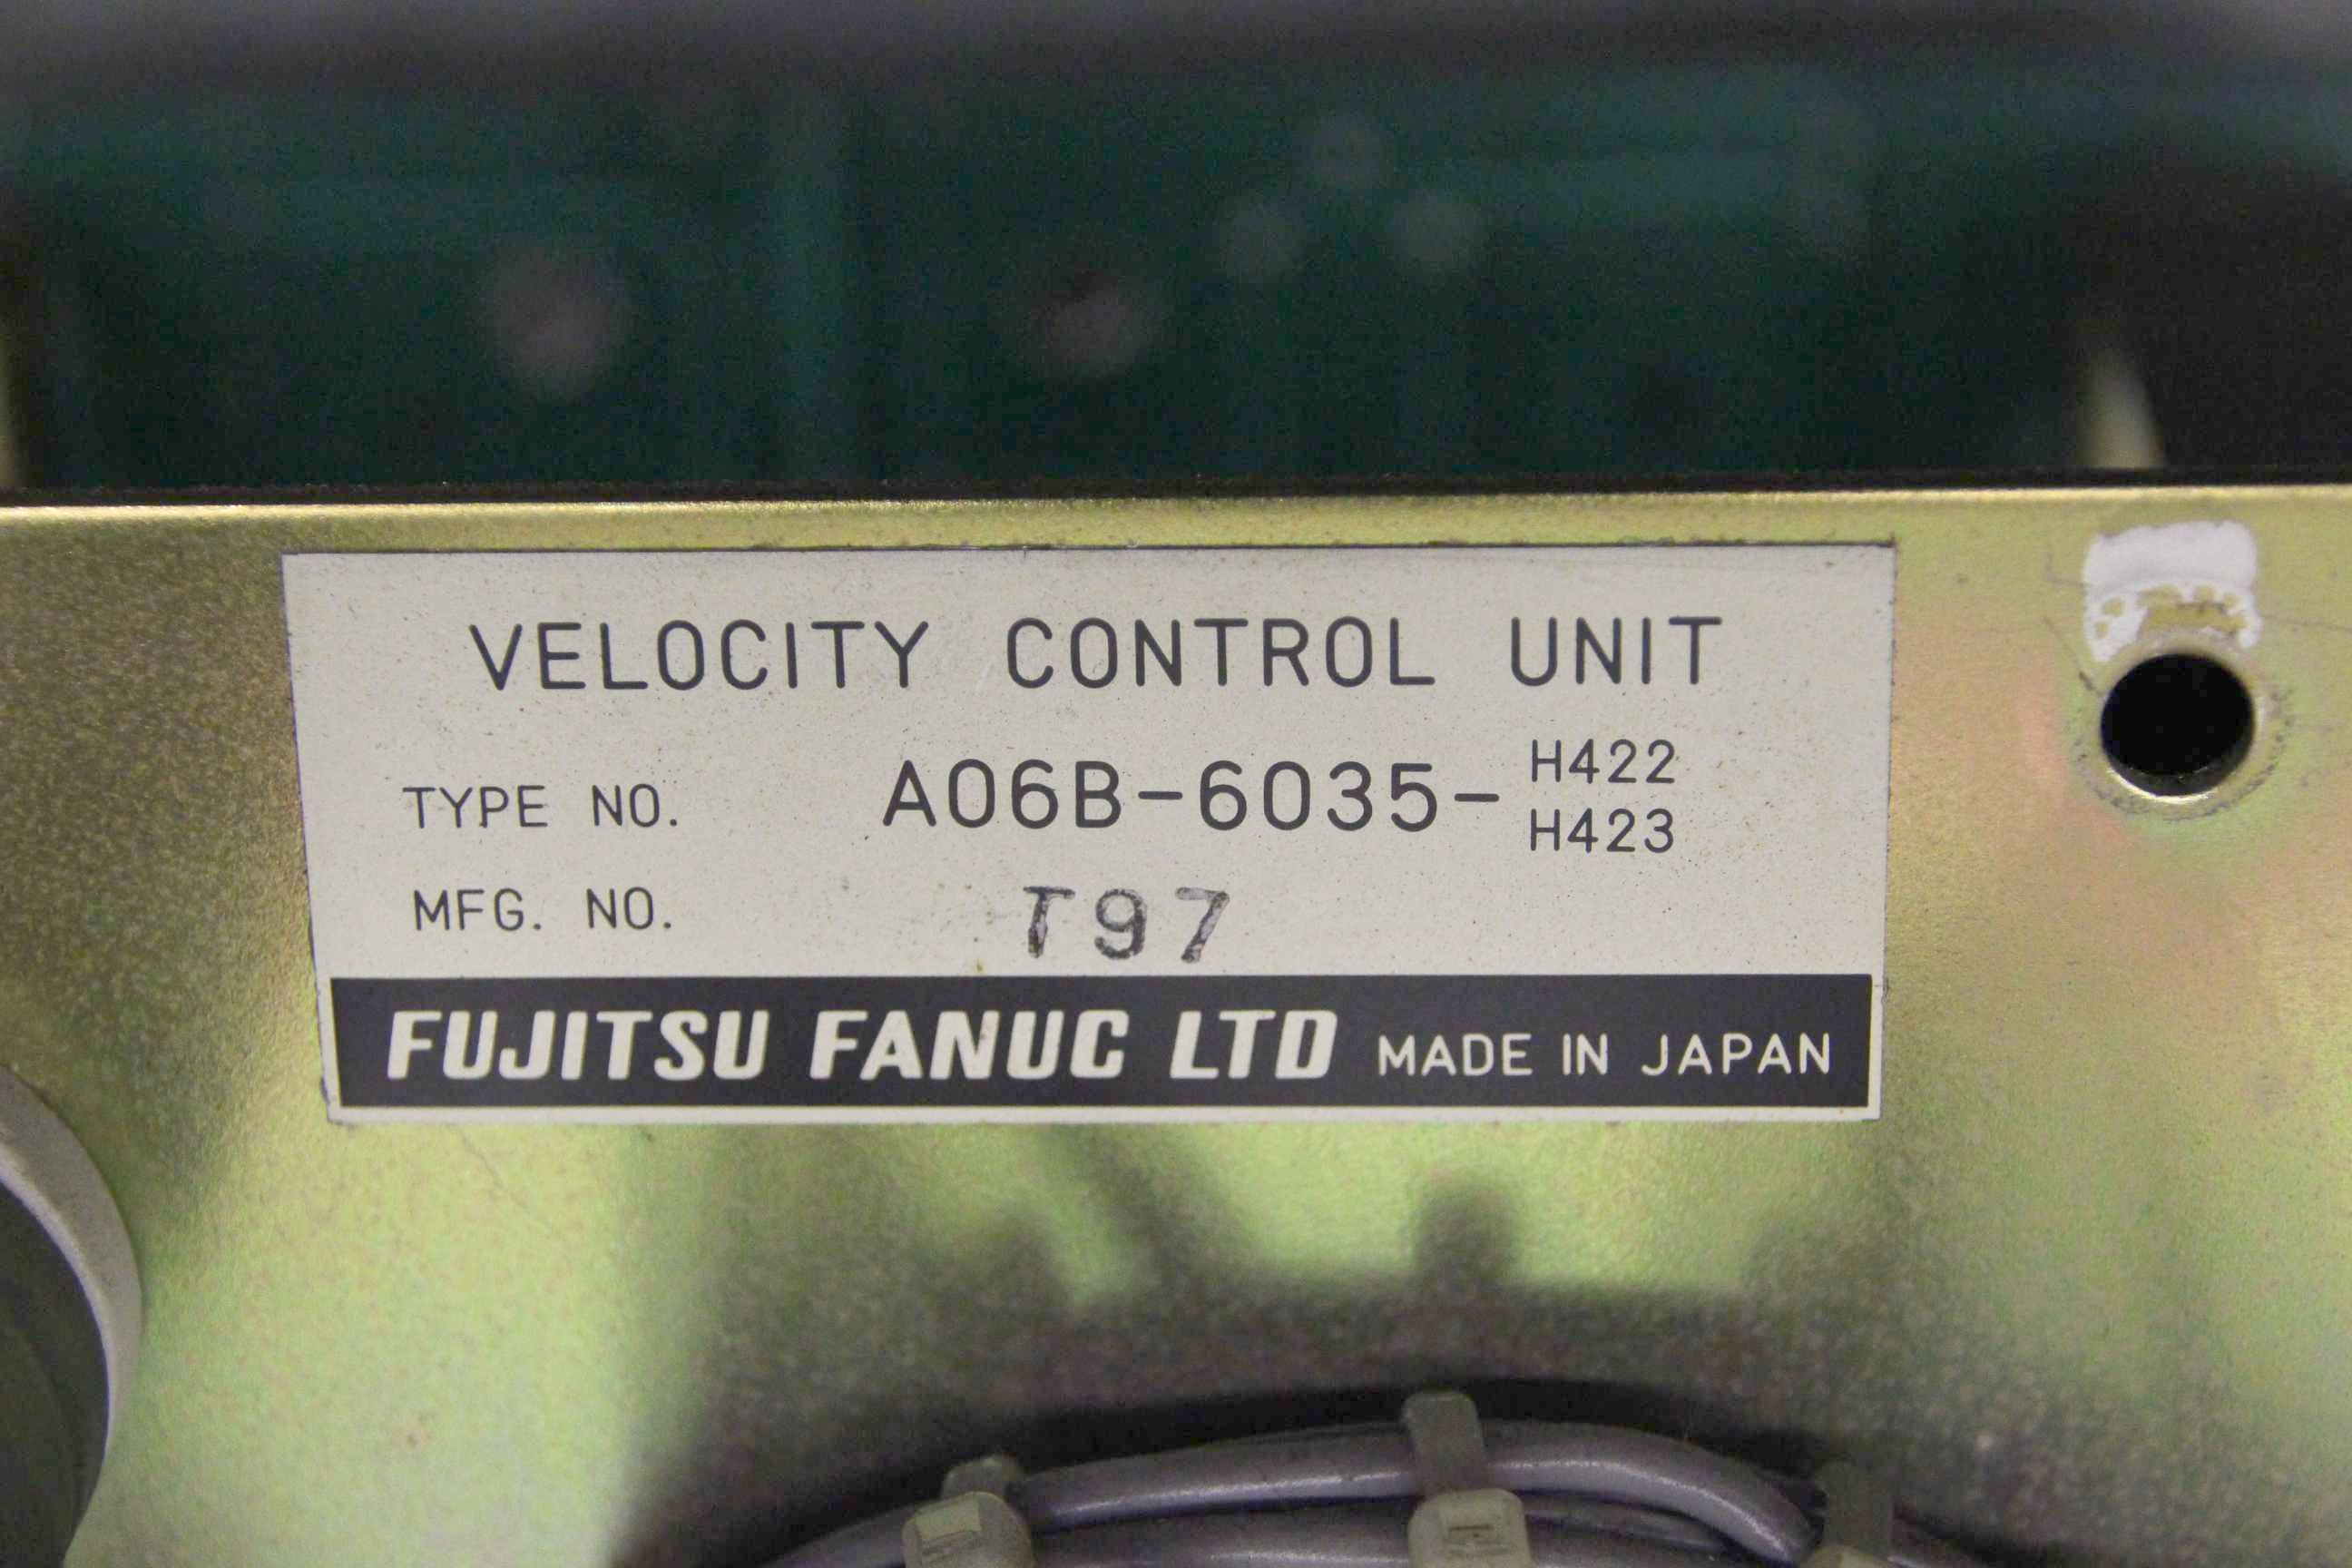 VELOCITY CONTROL UNIT
TYPE NO. A06B-6035-H422
H423
MFG. NO. T97
FUJITSU FANUC LTD MADE IN JAPAN